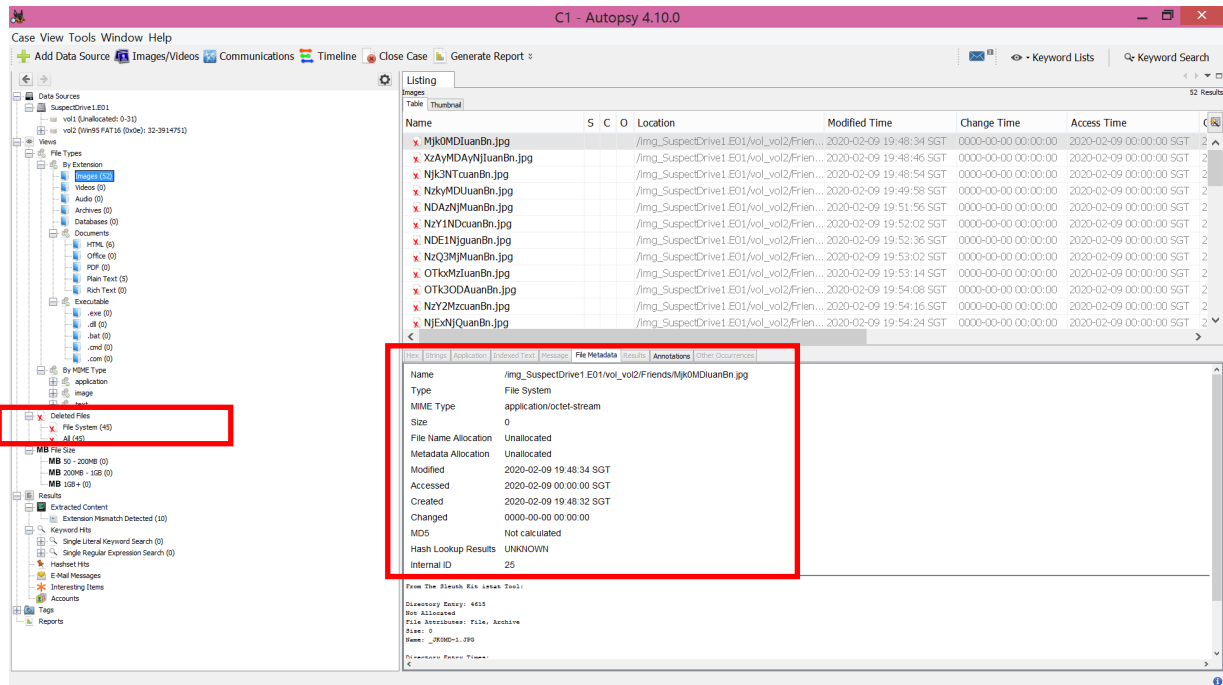 C1 - Autopsy 4.10.0
Case View Tools Window Help
Add Data Source Images/Videos Communications Timeline Close Case Generate Report Keyword Lists Keyword Search
Data Sources
SuspectDrive1.E01
vol1 (Unallocated: 0-31)
vol2 (Win95 FAT16 (0x0e): 32-3914751)
Views
File Types
By Extension
Images (52)
Videos (0)
Audio (0)
Archives (0)
Databases (0)
Documents
HTML (6)
Office (0)
PDF (0)
Plain Text (5)
Rich Text (0)
Executable
.exe (0)
.dll (0)
.bat (0)
.cmd (0)
.com (0)
By MIME Type
application
image
text
Deleted Files
File System (45)
All (45)
MB File Size
MB 50 - 200MB (0)
MB 200MB - 1GB (0)
MB 1GB+ (0)
Results
Extracted Content
Extension Mismatch Detected (10)
Keyword Hits
Single Literal Keyword Search (0)
Single Regular Expression Search (0)
Hashset Hits
E-Mail Messages
Interesting Items
Accounts
Tags
Reports
Listing
Images 52 Results
Table Thumbnail
Name S C O Location Modified Time Change Time Access Time
Mjk0MDIuanBn.jpg /img_SuspectDrive1.E01/vol_vol2/Frien... 2020-02-09 19:48:34 SGT 0000-00-00 00:00:00 2020-02-09 00:00:00 SGT 2
XzAyMDAyNjIuanBn.jpg /img_SuspectDrive1.E01/vol_vol2/Frien... 2020-02-09 19:48:46 SGT 0000-00-00 00:00:00 2020-02-09 00:00:00 SGT 2
Njk3NTcuanBn.jpg /img_SuspectDrive1.E01/vol_vol2/Frien... 2020-02-09 19:48:54 SGT 0000-00-00 00:00:00 2020-02-09 00:00:00 SGT 2
NzkyMDUuanBn.jpg /img_SuspectDrive1.E01/vol_vol2/Frien... 2020-02-09 19:49:58 SGT 0000-00-00 00:00:00 2020-02-09 00:00:00 SGT 2
NDAzNjMuanBn.jpg /img_SuspectDrive1.E01/vol_vol2/Frien... 2020-02-09 19:51:56 SGT 0000-00-00 00:00:00 2020-02-09 00:00:00 SGT 2
NzY1NDcuanBn.jpg /img_SuspectDrive1.E01/vol_vol2/Frien... 2020-02-09 19:52:02 SGT 0000-00-00 00:00:00 2020-02-09 00:00:00 SGT 2
NDE1NjguanBn.jpg /img_SuspectDrive1.E01/vol_vol2/Frien... 2020-02-09 19:52:36 SGT 0000-00-00 00:00:00 2020-02-09 00:00:00 SGT 2
NzQ3MjMuanBn.jpg /img_SuspectDrive1.E01/vol_vol2/Frien... 2020-02-09 19:53:02 SGT 0000-00-00 00:00:00 2020-02-09 00:00:00 SGT 2
OTkxMzIuanBn.jpg /img_SuspectDrive1.E01/vol_vol2/Frien... 2020-02-09 19:53:14 SGT 0000-00-00 00:00:00 2020-02-09 00:00:00 SGT 2
OTk3ODAuanBn.jpg /img_SuspectDrive1.E01/vol_vol2/Frien... 2020-02-09 19:54:08 SGT 0000-00-00 00:00:00 2020-02-09 00:00:00 SGT 2
NzY2MzcuanBn.jpg /img_SuspectDrive1.E01/vol_vol2/Frien... 2020-02-09 19:54:16 SGT 0000-00-00 00:00:00 2020-02-09 00:00:00 SGT 2
NjExNjQuanBn.jpg /img_SuspectDrive1.E01/vol_vol2/Frien... 2020-02-09 19:54:24 SGT 0000-00-00 00:00:00 2020-02-09 00:00:00 SGT 2
Hex Strings Application Indexed Text Message File Metadata Results Annotations Other Occurrences
Name /img_SuspectDrive1.E01/vol_vol2/Friends/Mjk0MDIuanBn.jpg
Type File System
MIME Type application/octet-stream
Size 0
File Name Allocation Unallocated
Metadata Allocation Unallocated
Modified 2020-02-09 19:48:34 SGT
Accessed 2020-02-09 00:00:00 SGT
Created 2020-02-09 19:48:32 SGT
Changed 0000-00-00 00:00:00
MD5 Not calculated
Hash Lookup Results UNKNOWN
Internal ID 25
From The Sleuth Kit istat Tool:
Directory Entry: 4615
Not Allocated
File Attributes: File, Archive
Size: 0
Name: _JK0MD~1.JPG
Directory Entry Times: